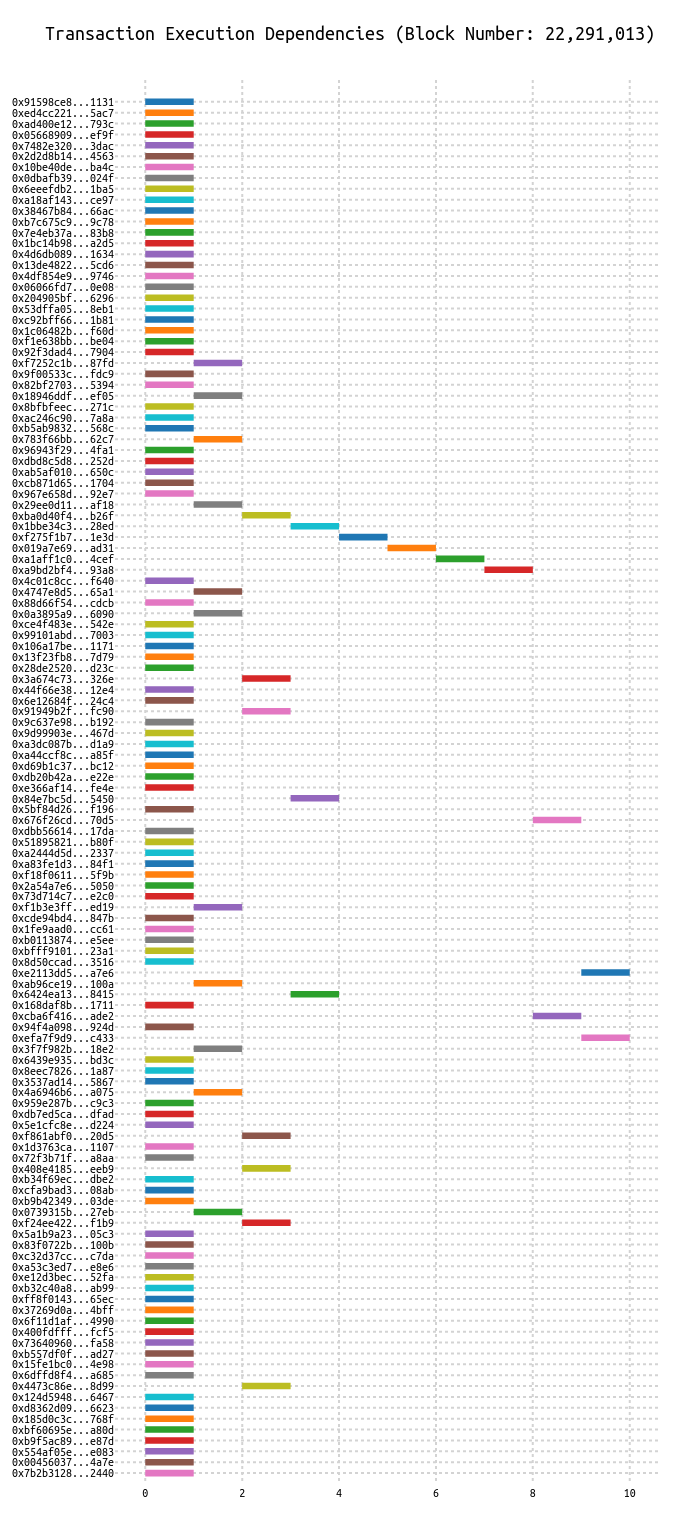 Transaction Execution Dependencies (Block Number: 22,291,013)
0x91598ce8...1131
0xed4cc221...5ac7
0xad400e12...793c
0x05668909...ef9f
0x7482e320...3dac
0x2d2d8b14...4563
0x10be40de...ba4c
0x0dbafb39...024f
0x6eeefdb2...1ba5
0xa18af143...ce97
0x38467b84...66ac
0xb7c675c9...9c78
0x7e4eb37a...83b8
0x1bc14b98...a2d5
0x4d6db089...1634
0x13de4822...5cd6
0x4df854e9...9746
0x06066fd7...0e08
0x204905bf...6296
0x53dffa05...8eb1
0xc92bff66...1b81
0x1c06482b...f60d
0xf1e638bb...be04
0x92f3dad4...7904
0xf7252c1b...87fd
0x9f00533c...fdc9
0x82bf2703...5394
0x18946ddf...ef05
0x8bfbfeec...271c
0xac246c90...7a8a
0xb5ab9832...568c
0x783f66bb...62c7
0x96943f29...4fa1
0xdbd8c5d8...252d
0xab5af010...650c
0xcb871d65...1704
0x967e658d...92e7
0x29ee0d11...af18
0xba0d40f4...b26f
0x1bbe34c3...28ed
0xf275f1b7...1e3d
0x019a7e69...ad31
0xa1aff1c0...4cef
0xa9bd2bf4...93a8
0x4c01c8cc...f640
0x4747e8d5...65a1
0x88d66f54...cdcb
0x0a3895a9...6090
0xce4f483e...542e
0x99101abd...7003
0x106a17be...1171
0x13f23fb8...7d79
0x28de2520...d23c
0x3a674c73...326e
0x44f66e38...12e4
0x6e12684f...24c4
0x91949b2f...fc90
0x9c637e98...b192
0x9d99903e...467d
0xa3dc087b...d1a9
0xa44ccf8c...a85f
0xd69b1c37...bc12
0xdb20b42a...e22e
0xe366af14...fe4e
0x84e7bc5d...5450
0x5bf84d26...f196
0x676f26cd...70d5
0xdbb56614...17da
0x51895821...b80f
0xa2444d5d...2337
0xa83fe1d3...84f1
0xf18f0611...5f9b
0x2a54a7e6...5050
0x73d714c7...e2c0
0xf1b3e3ff...ed19
0xcde94bd4...847b
0x1fe9aad0...cc61
0xb0113874...e5ee
0xbfff9101...23a1
0x8d50ccad...3516
0xe2113dd5...a7e6
0xab96ce19...100a
0x6424ea13...8415
0x168daf8b...1711
0xcba6f416...ade2
0x94f4a098...924d
0xefa7f9d9...c433
0x3f7f982b...18e2
0x6439e935...bd3c
0x8eec7826...1a87
0x3537ad14...5867
0x4a6946b6...a075
0x959e287b...c9c3
0xdb7ed5ca...dfad
0x5e1cfc8e...d224
0xf861abf0...20d5
0x1d3763ca...1107
0x72f3b71f...a8aa
0x408e4185...eeb9
0xb34f69ec...dbe2
0xcfa9bad3...08ab
0xb9b42349...03de
0x0739315b...27eb
0xf24ee422...f1b9
0x5a1b9a23...05c3
0x83f0722b...100b
0xc32d37cc...c7da
0xa53c3ed7...e8e6
0xe12d3bec...52fa
0xb32c40a8...ab99
0xff8f0143...65ec
0x37269d0a...4bff
0x6f11d1af...4990
0x400fdfff...fcf5
0x73640960...fa58
0xb557df0f...ad27
0x15fe1bc0...4e98
0x6dffd8f4...a685
0x4473c86e...8d99
0x124d5948...6467
0xd8362d09...6623
0x185d0c3c...768f
0xbf60695e...a80d
0xb9f5ac89...e87d
0x554af05e...e083
0x00456037...4a7e
0x7b2b3128...2440
0 2 4 6 8 10